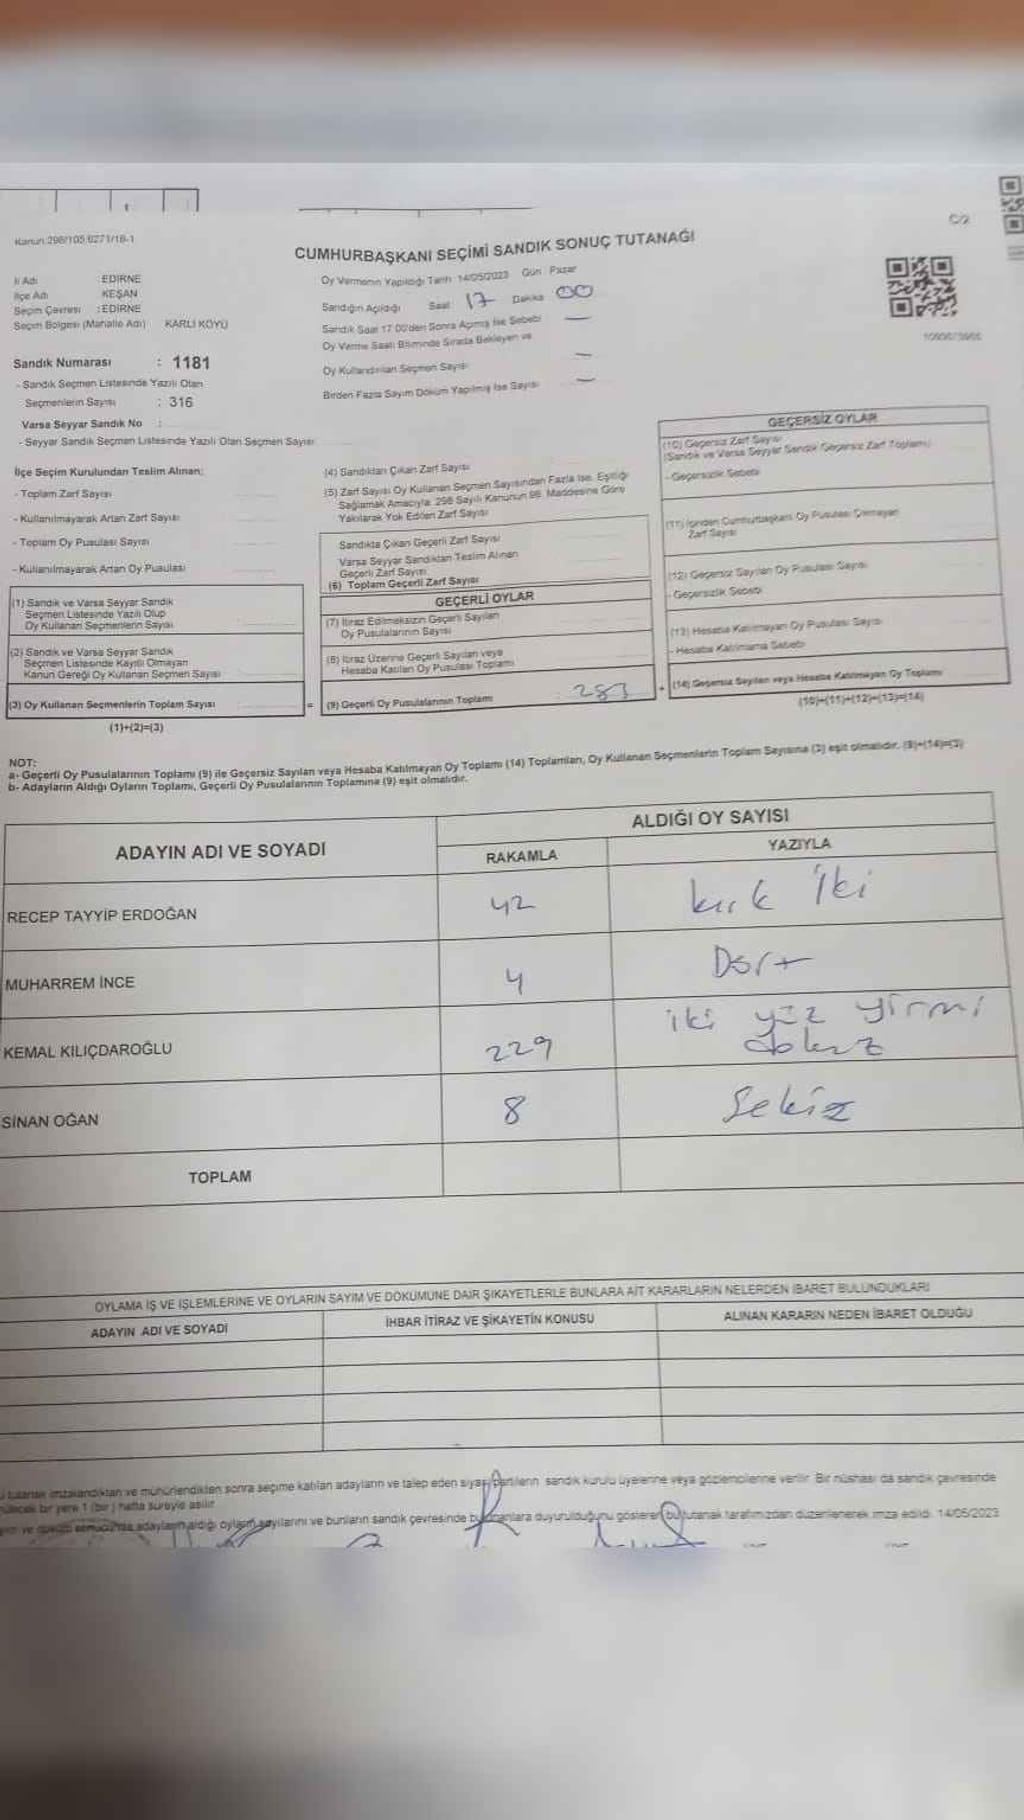 C/2
Kanun 298/105,6271/18-1
CUMHURBAŞKANI SEÇİMİ SANDIK SONUÇ TUTANAĞI
İl Adı : EDİRNE
İlçe Adı KEŞAN
Seçim Çevresi : EDİRNE
Seçim Bölgesi (Mahalle Adı) KARLI KÖYÜ
Oy Vermenin Yapıldığı Tarih 14/05/2023 Gün Pazar
Sandığın Açıldığı Saat 17 Dakika 00
Sandık Saat 17 00'den Sonra Açılmış İse Sebebi —
Oy Verme Saati Bitiminde Sırada Bekleyen ve
Oy Kullandırılan Seçmen Sayısı —
Birden Fazla Sayım Döküm Yapılmış İse Sayısı —
Sandık Numarası : 1181
- Sandık Seçmen Listesinde Yazılı Olan
Seçmenlerin Sayısı : 316
Varsa Seyyar Sandık No :
- Seyyar Sandık Seçmen Listesinde Yazılı Olan Seçmen Sayısı
İlçe Seçim Kurulundan Teslim Alınan:
- Toplam Zarf Sayısı
- Kullanılmayarak Artan Zarf Sayısı
- Toplam Oy Pusulası Sayısı
- Kullanılmayarak Artan Oy Pusulası
(1) Sandık ve Varsa Seyyar Sandık
Seçmen Listesinde Yazılı Olup
Oy Kullanan Seçmenlerin Sayısı
(2) Sandık ve Varsa Seyyar Sandık
Seçmen Listesinde Kayıtlı Olmayan
Kanun Gereği Oy Kullanan Seçmen Sayısı
(3) Oy Kullanan Seçmenlerin Toplam Sayısı
(1)+(2)=(3)
=
(4) Sandıktan Çıkan Zarf Sayısı
(5) Zarf Sayısı Oy Kullanan Seçmen Sayısından Fazla İse, Eşitliği
Sağlamak Amacıyla; 298 Sayılı Kanunun 98. Maddesine Göre
Yakılarak Yok Edilen Zarf Sayısı
Sandıkta Çıkan Geçerli Zarf Sayısı
Varsa Seyyar Sandıktan Teslim Alınan
Geçerli Zarf Sayısı
(6) Toplam Geçerli Zarf Sayısı
GEÇERLİ OYLAR
(7) İtiraz Edilmeksizin Geçerli Sayılan
Oy Pusulalarının Sayısı
(8) İtiraz Üzerine Geçerli Sayılan veya
Hesaba Katılan Oy Pusulası Toplamı
(9) Geçerli Oy Pusulalarının Toplamı : 283
+
GEÇERSİZ OYLAR
(10) Geçersiz Zarf Sayısı
(Sandık ve Varsa Seyyar Sandık Geçersiz Zarf Toplamı)
- Geçersizlik Sebebi
(11) İçinden Cumhurbaşkanı Oy Pusulası Çıkmayan
Zarf Sayısı
(12) Geçersiz Sayılan Oy Pusulası Sayısı
- Geçersizlik Sebebi
(13) Hesaba Katılmayan Oy Pusulası Sayısı
- Hesaba Katılmama Sebebi
(14) Geçersiz Sayılan veya Hesaba Katılmayan Oy Toplamı
(10)+(11)+(12)+(13)=(14)
NOT:
a- Geçerli Oy Pusulalarının Toplamı (9) ile Geçersiz Sayılan veya Hesaba Katılmayan Oy Toplamı (14) Toplamları, Oy Kullanan Seçmenlerin Toplam Sayısına (3) eşit olmalıdır. (9)+(14)=(3)
b- Adayların Aldığı Oyların Toplamı, Geçerli Oy Pusulalarının Toplamına (9) eşit olmalıdır.
ADAYIN ADI VE SOYADI
ALDIĞI OY SAYISI
RAKAMLA YAZIYLA
RECEP TAYYİP ERDOĞAN 42 kırk iki
MUHARREM İNCE 4 Dört
KEMAL KILIÇDAROĞLU 229 iki yüz yirmi
dokuz
SİNAN OĞAN 8 Sekiz
TOPLAM
OYLAMA İŞ VE İŞLEMLERİNE VE OYLARIN SAYIM VE DÖKÜMÜNE DAİR ŞİKAYETLERLE BUNLARA AİT KARARLARIN NELERDEN İBARET BULUNDUKLARI
ADAYIN ADI VE SOYADI İHBAR İTİRAZ VE ŞİKAYETİN KONUSU ALINAN KARARIN NEDEN İBARET OLDUĞU
tutanak imzalandıktan ve mühürlendikten sonra seçime katılan adayların ve talep eden siyasi partilerin sandık kurulu üyelerine veya gözlemcilerine verilir. Bir nüshası da sandık çevresinde
bir yere 1 (bir) hafta süreyle asılır.
ve döküm sonucunda adayların aldığı oyların sayılarını ve bunların sandık çevresinde bulunanlara duyurulduğunu gösteren bu tutanak tarafımızdan düzenlenerek imza edildi. 14/05/2023